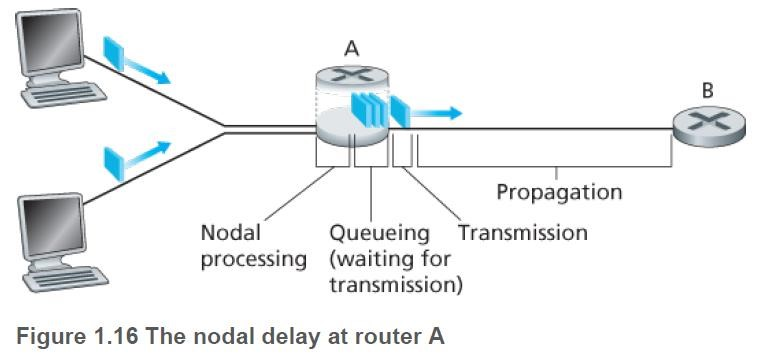 A
B
Propagation
Nodal
processing
Queueing
(waiting for
transmission)
Transmission
Figure 1.16 The nodal delay at router A